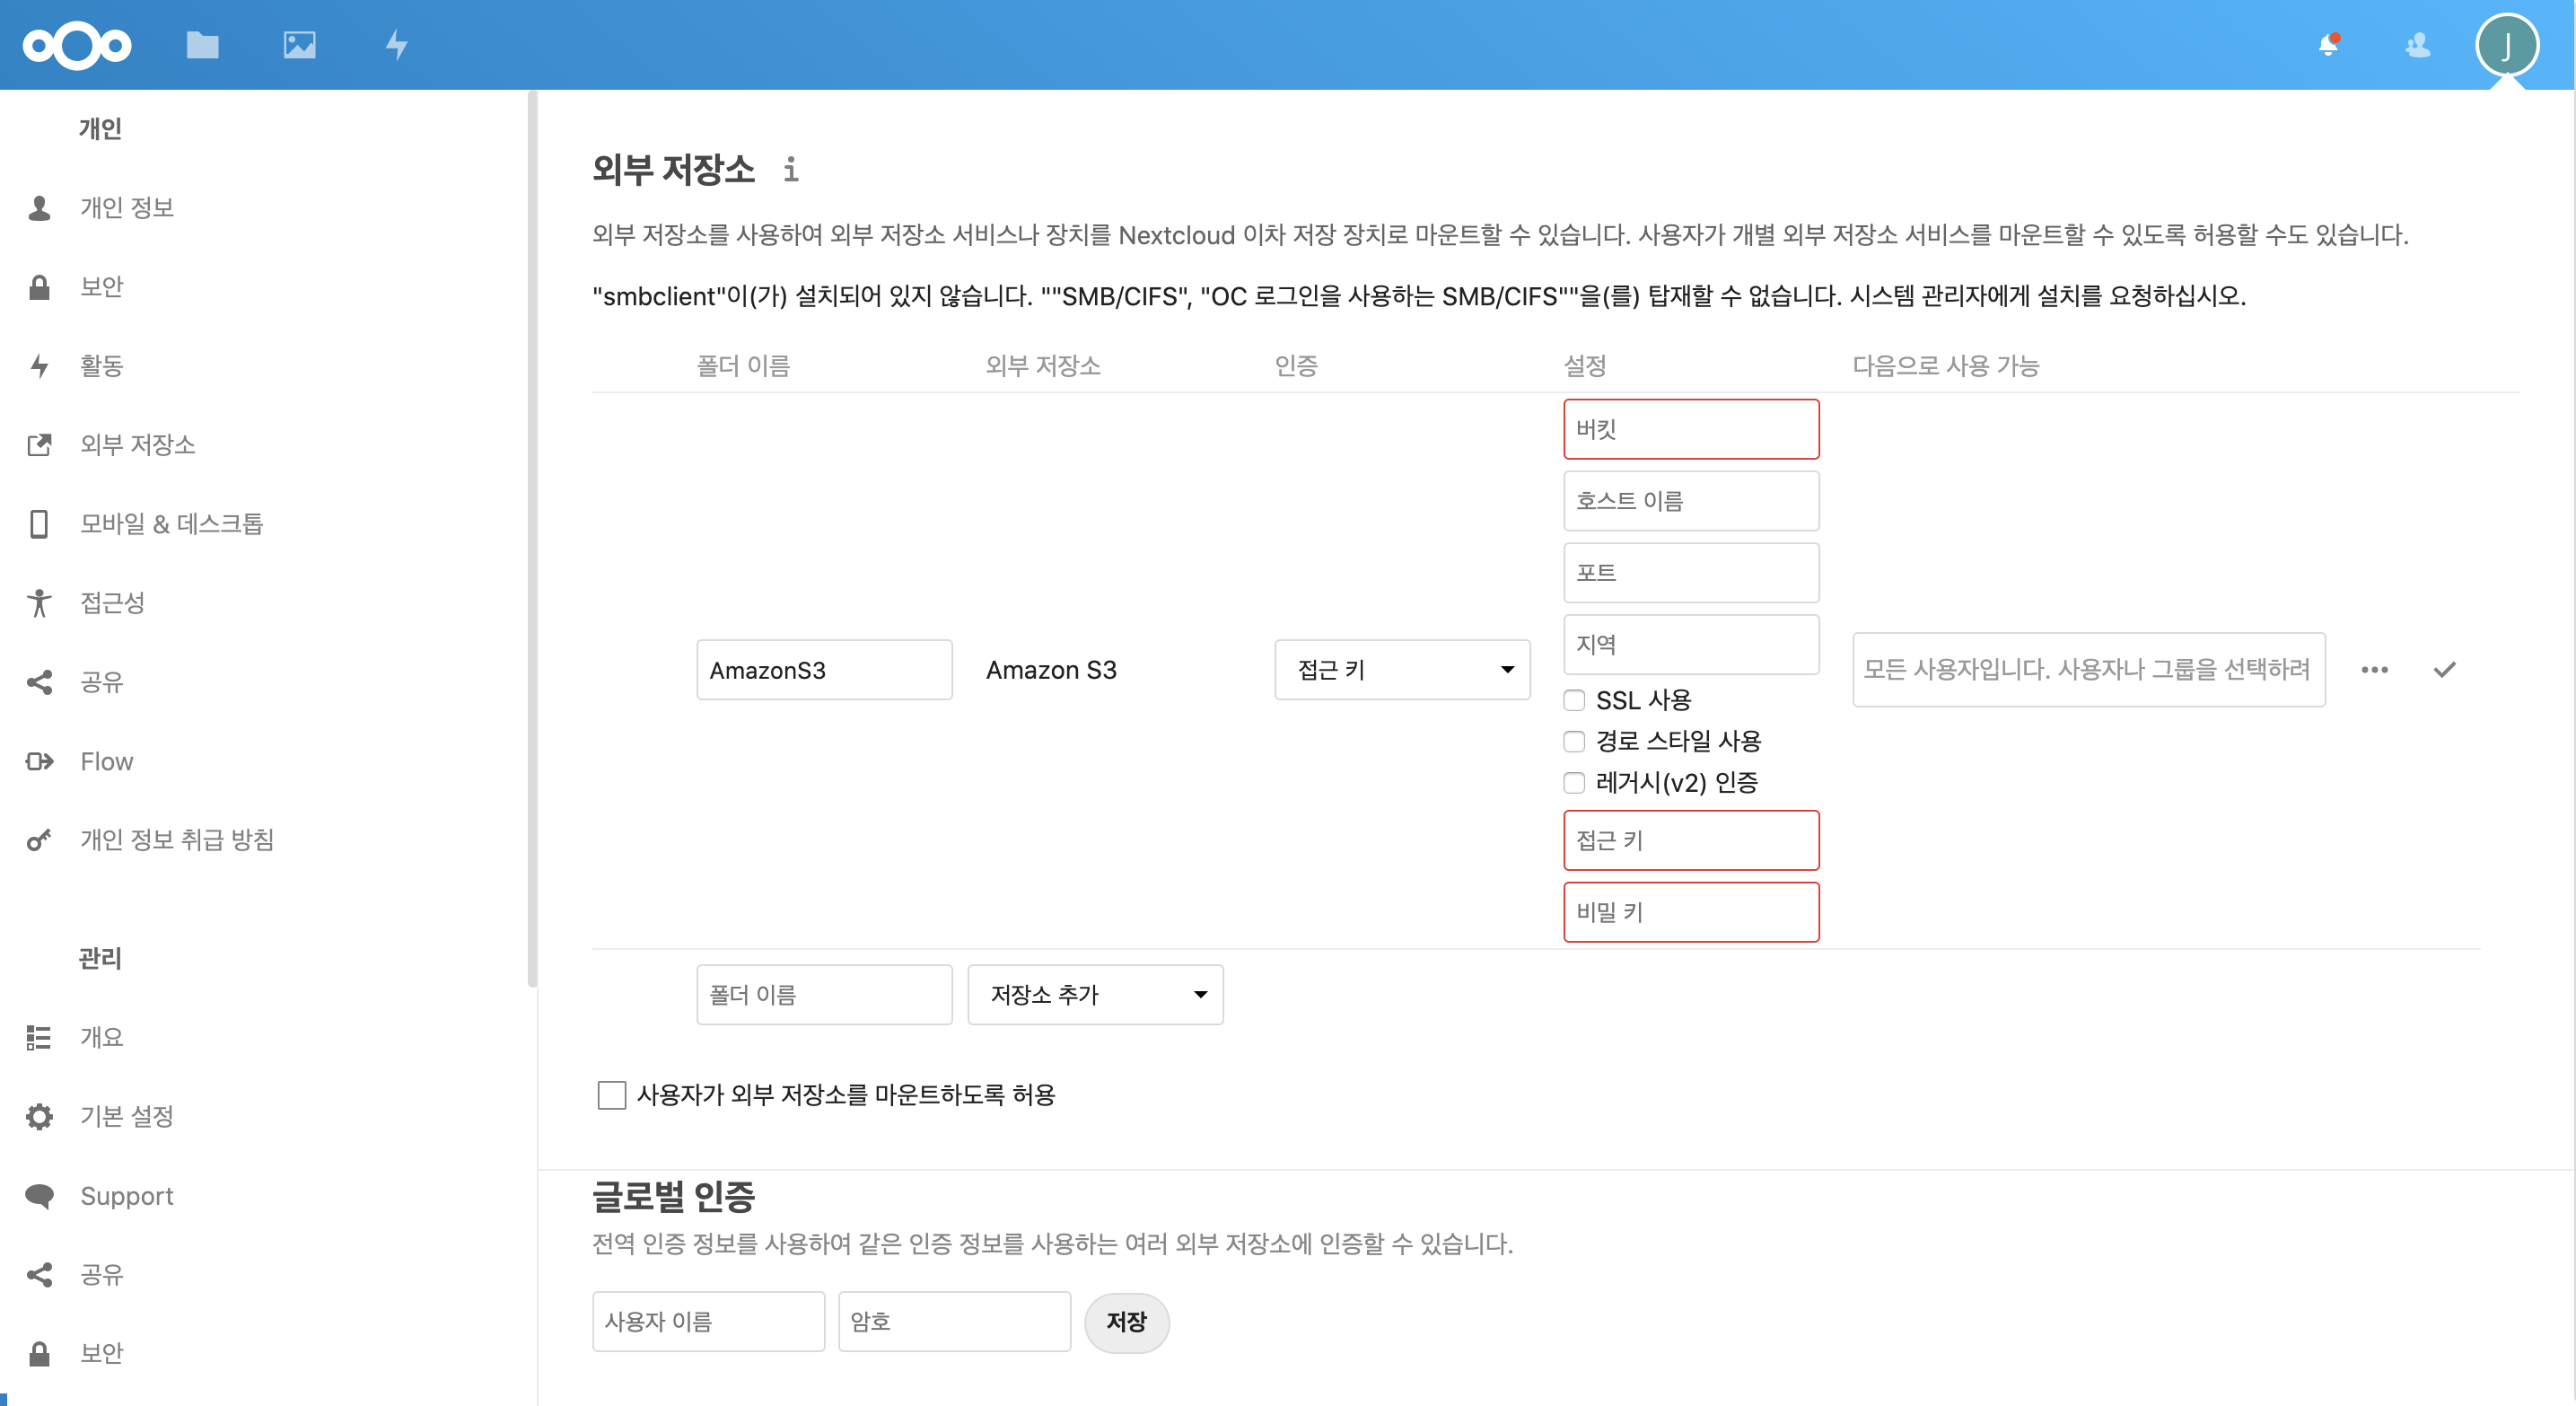 J
개인
개인 정보
보안
활동
외부 저장소
모바일 & 데스크톱
접근성
공유
Flow
개인 정보 취급 방침
관리
개요
기본 설정
Support
공유
보안
외부 저장소 i
외부 저장소를 사용하여 외부 저장소 서비스나 장치를 Nextcloud 이차 저장 장치로 마운트할 수 있습니다. 사용자가 개별 외부 저장소 서비스를 마운트할 수 있도록 허용할 수도 있습니다.
"smbclient"이(가) 설치되어 있지 않습니다. ""SMB/CIFS", "OC 로그인을 사용하는 SMB/CIFS""을(를) 탑재할 수 없습니다. 시스템 관리자에게 설치를 요청하십시오.
폴더 이름 외부 저장소 인증 설정 다음으로 사용 가능
버킷
호스트 이름
포트
지역
AmazonS3 Amazon S3 접근 키 모든 사용자입니다. 사용자나 그룹을 선택하려
SSL 사용
경로 스타일 사용
레거시(v2) 인증
접근 키
비밀 키
폴더 이름 저장소 추가
사용자가 외부 저장소를 마운트하도록 허용
글로벌 인증
전역 인증 정보를 사용하여 같은 인증 정보를 사용하는 여러 외부 저장소에 인증할 수 있습니다.
사용자 이름 암호 저장